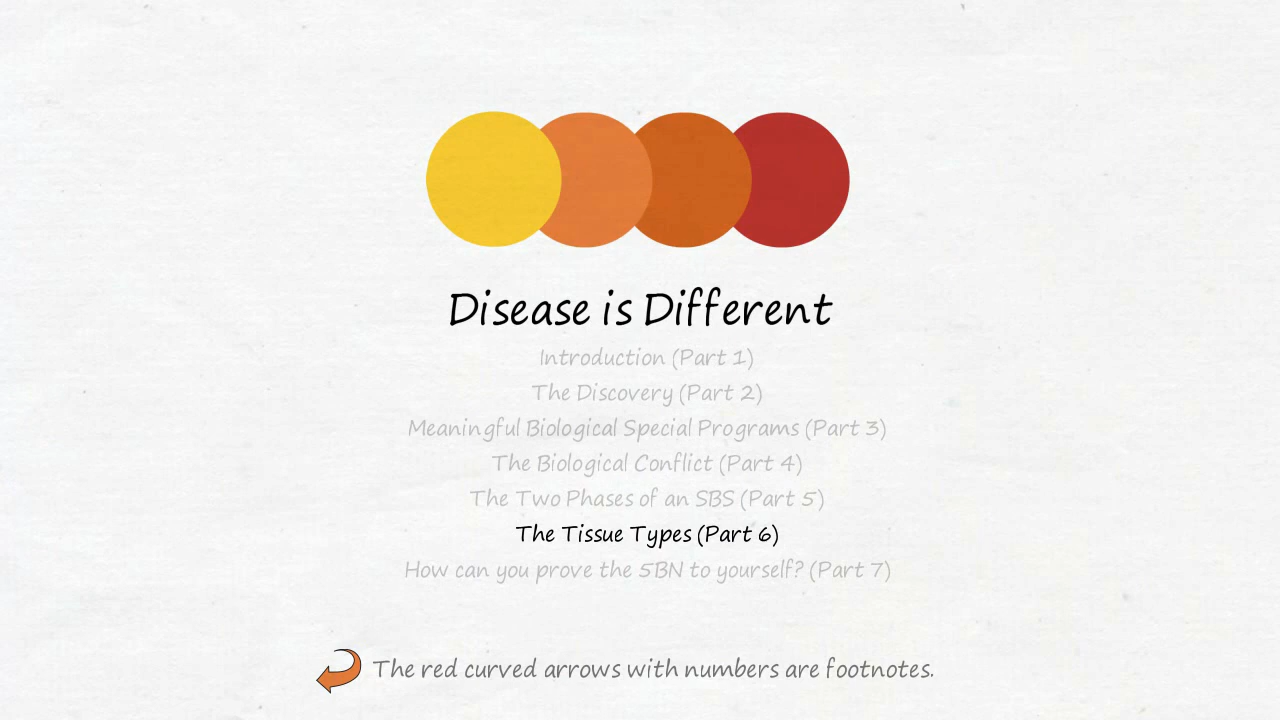 Disease is Different
Introduction (Part 1)
The Discovery (Part 2)
Meaningful Biological Special Programs (Part 3)
The Biological Conflict (Part 4)
The Two Phases of an SBS (Part 5)
The Tissue Types (Part 6)
How can you prove the 5BN to yourself? (Part 7)
The red curved arrows with numbers are footnotes.